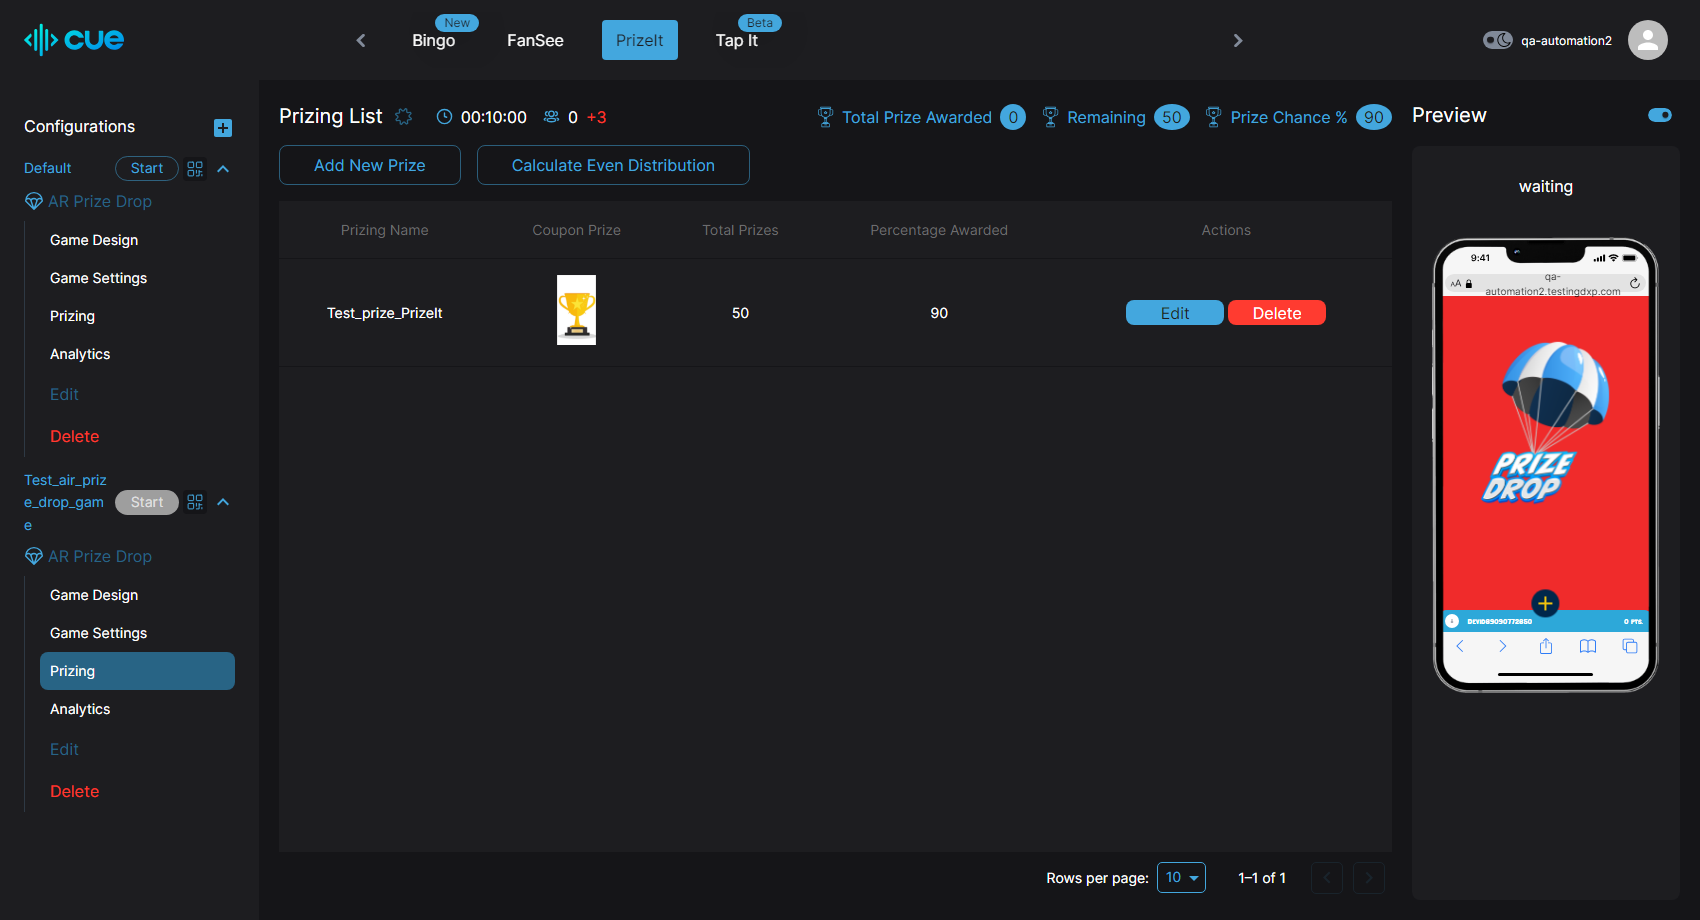 cue
New
Bingo
FanSee
PrizeIt
Beta
Tap It
qa-automation2
Configurations
Default
Start
AR Prize Drop
Game Design
Game Settings
Prizing
Analytics
Edit
Delete
Test_air_priz
e_drop_gam
e
Start
AR Prize Drop
Game Design
Game Settings
Prizing
Analytics
Edit
Delete
Prizing List 00:10:00 0 +3
Total Prize Awarded 0 Remaining 50 Prize Chance % 90
Add New Prize Calculate Even Distribution
Prizing Name Coupon Prize Total Prizes Percentage Awarded Actions
Test_prize_PrizeIt 50 90 Edit Delete
Rows per page: 10 1–1 of 1
Preview
waiting
9:41
AA
qa-
automation2.testingdxp.com
PRIZE
DROP
0 PTS.